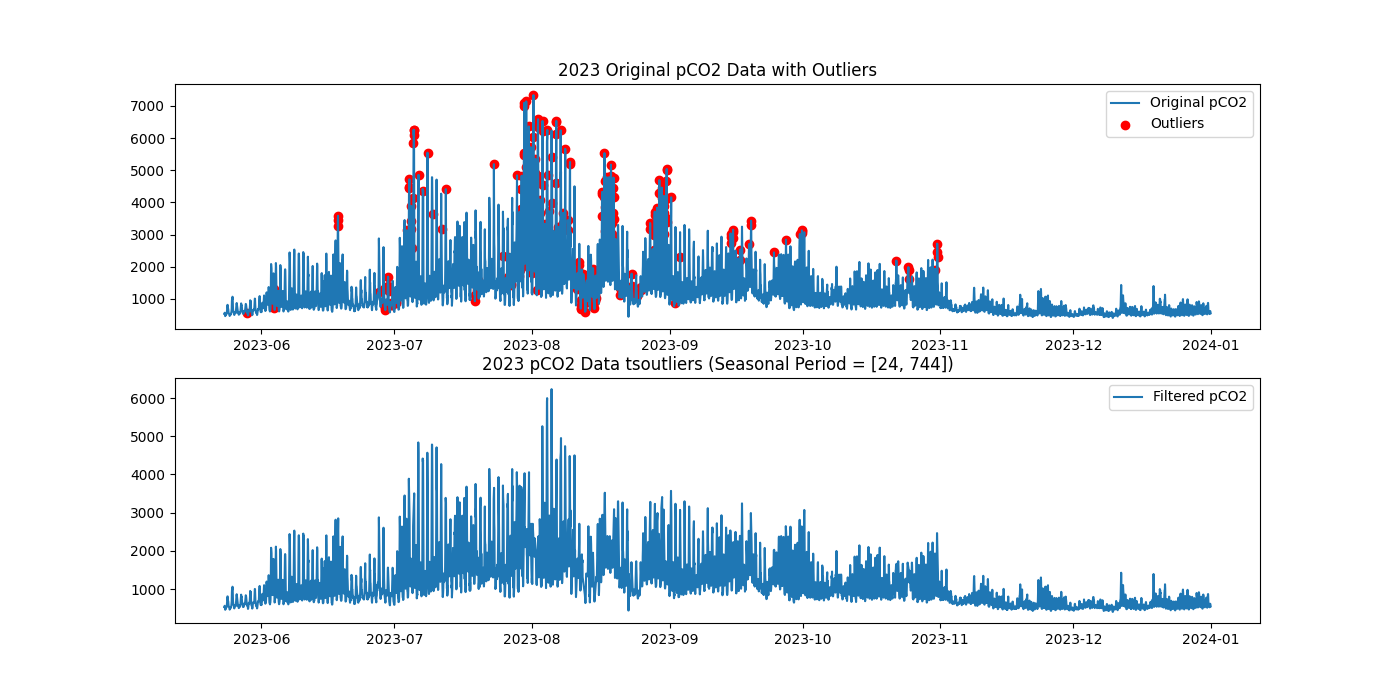 2023 Original pCO2 Data with Outliers
7000
6000
5000
4000
3000
2000
1000
Original pCO2
Outliers
2023-06 2023-07 2023-08 2023-09 2023-10 2023-11 2023-12 2024-01
2023 pCO2 Data tsoutliers (Seasonal Period = [24, 744])
6000
5000
4000
3000
2000
1000
Filtered pCO2
2023-06 2023-07 2023-08 2023-09 2023-10 2023-11 2023-12 2024-01